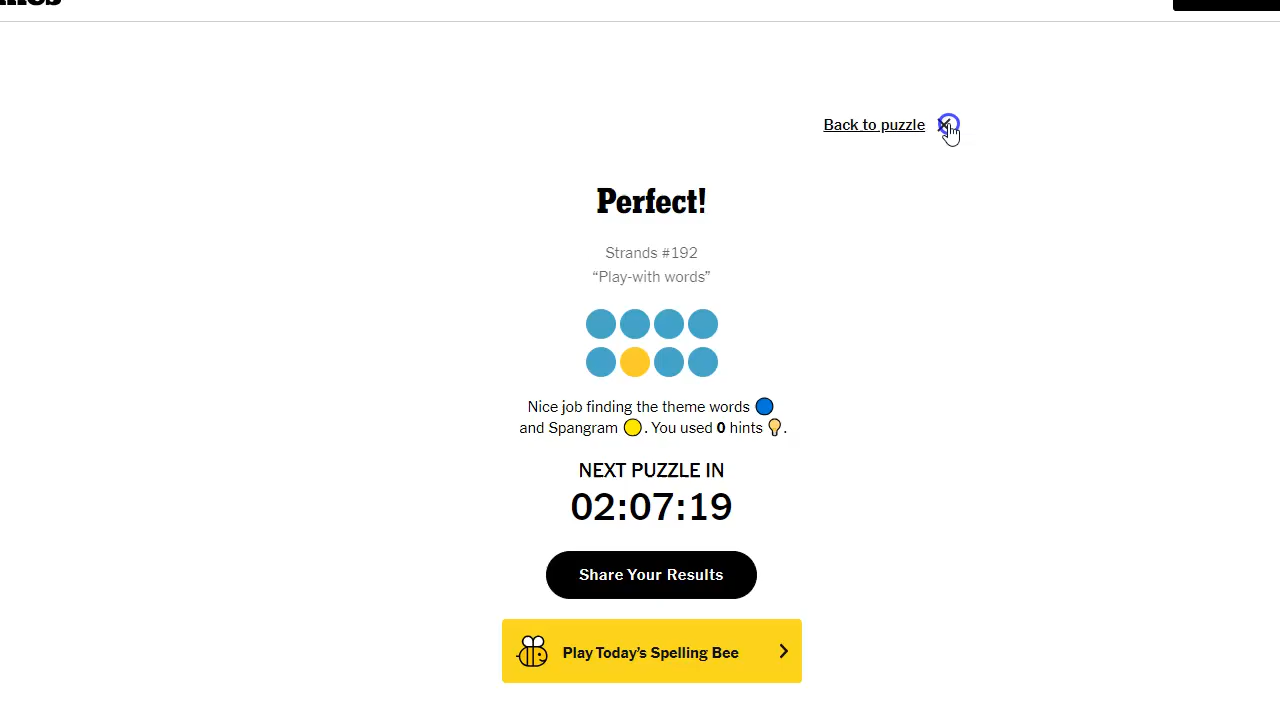 Back to puzzle
Perfect!
Strands #192
“Play-with words”
Nice job finding the theme words
and Spangram . You used 0 hints .
NEXT PUZZLE IN
02:07:19
Share Your Results
Play Today’s Spelling Bee